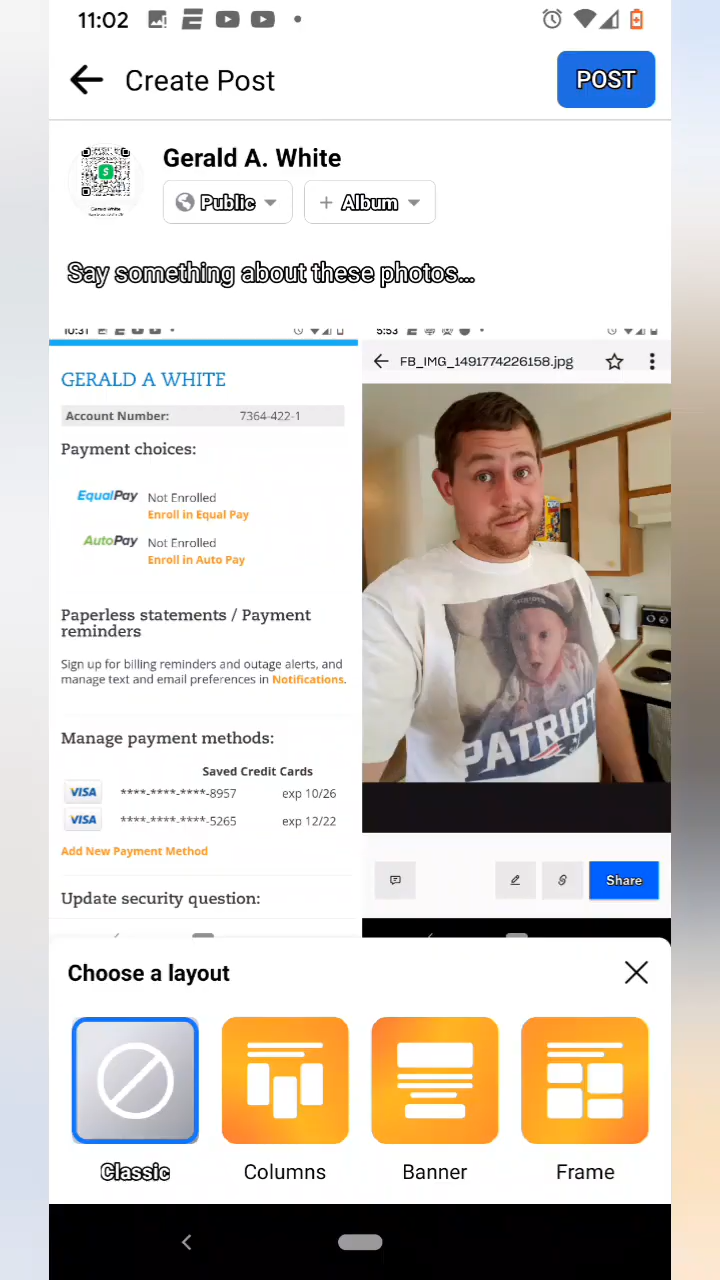 11:02
Create Post
POST
Gerald A. White
Public
+ Album
Say something about these photos...
10:31
GERALD A WHITE
Account Number: 7364-422-1
Payment choices:
EqualPay Not Enrolled
Enroll in Equal Pay
AutoPay Not Enrolled
Enroll in Auto Pay
Paperless statements / Payment
reminders
Sign up for billing reminders and outage alerts, and
manage text and email preferences in Notifications.
Manage payment methods:
Saved Credit Cards
VISA ****-****-****-8957 exp 10/26
VISA ****-****-****-5265 exp 12/22
Add New Payment Method
Update security question:
5:53
FB_IMG_1491774226158.jpg
PATRIOT
Share
Choose a layout
Classic
Columns
Banner
Frame